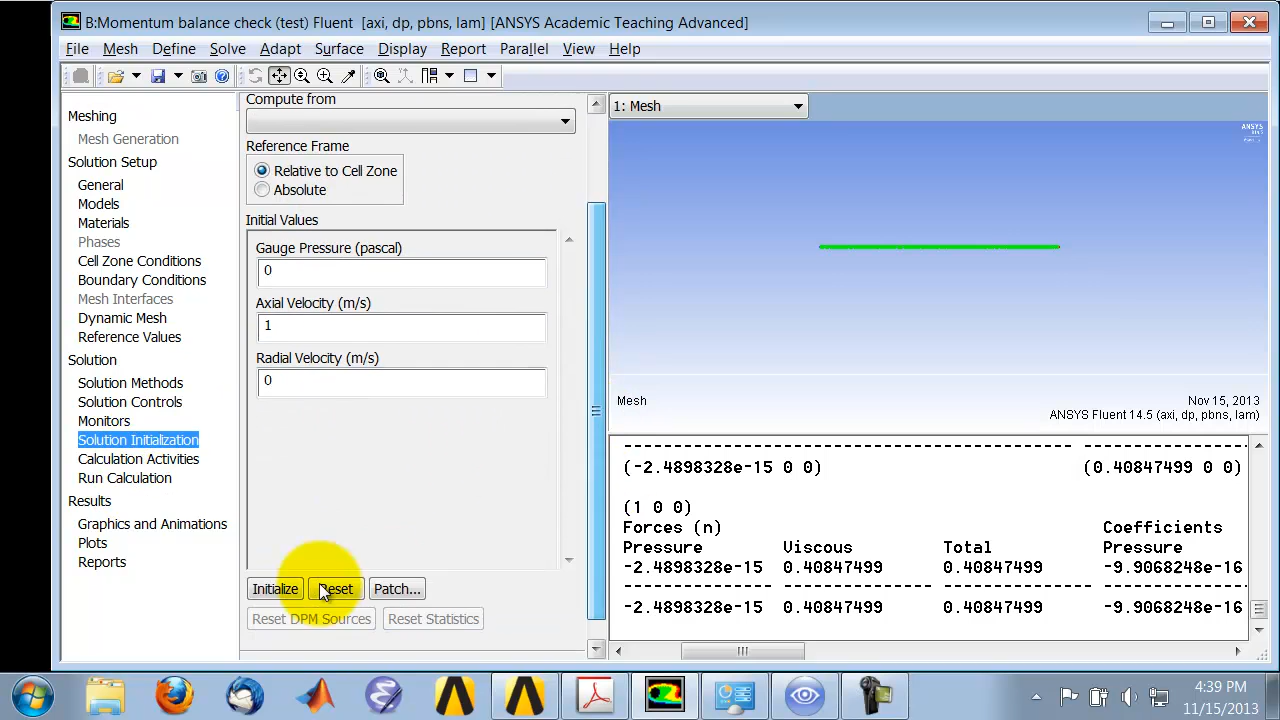 B:Momentum balance check (test) Fluent [axi, dp, pbns, lam] [ANSYS Academic Teaching Advanced]
File Mesh Define Solve Adapt Surface Display Report Parallel View Help
Meshing
Mesh Generation
Solution Setup
General
Models
Materials
Phases
Cell Zone Conditions
Boundary Conditions
Mesh Interfaces
Dynamic Mesh
Reference Values
Solution
Solution Methods
Solution Controls
Monitors
Solution Initialization
Calculation Activities
Run Calculation
Results
Graphics and Animations
Plots
Reports
Compute from
Reference Frame
Relative to Cell Zone
Absolute
Initial Values
Gauge Pressure (pascal)
0
Axial Velocity (m/s)
1
Radial Velocity (m/s)
0
Initialize Reset Patch...
Reset DPM Sources Reset Statistics
1: Mesh
ANSYS
Mesh
Nov 15, 2013
ANSYS Fluent 14.5 (axi, dp, pbns, lam)
(-2.4898328e-15 0 0) (0.40847499 0 0)
(1 0 0)
Forces (n) Coefficients
Pressure Viscous Total Pressure
-2.4898328e-15 0.40847499 0.40847499 -9.9068248e-16
-2.4898328e-15 0.40847499 0.40847499 -9.9068248e-16
4:39 PM
11/15/2013